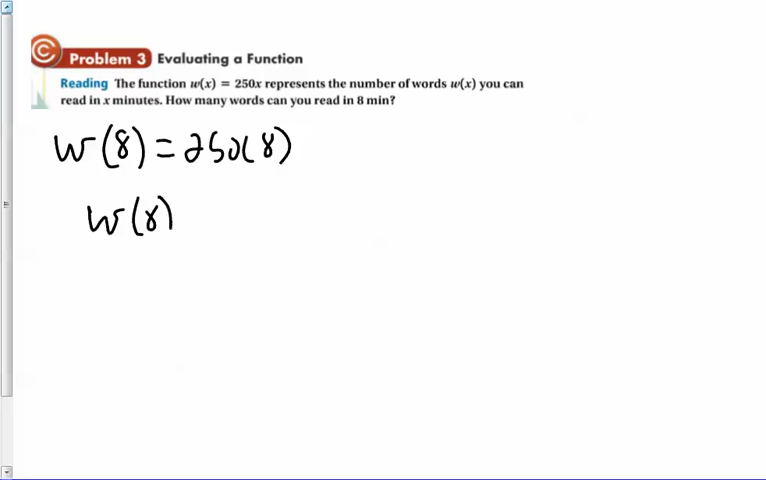 Problem 3 Evaluating a Function
Reading The function w(x) = 250x represents the number of words w(x) you can
read in x minutes. How many words can you read in 8 min?
w(8) = 250(8)
w(8)